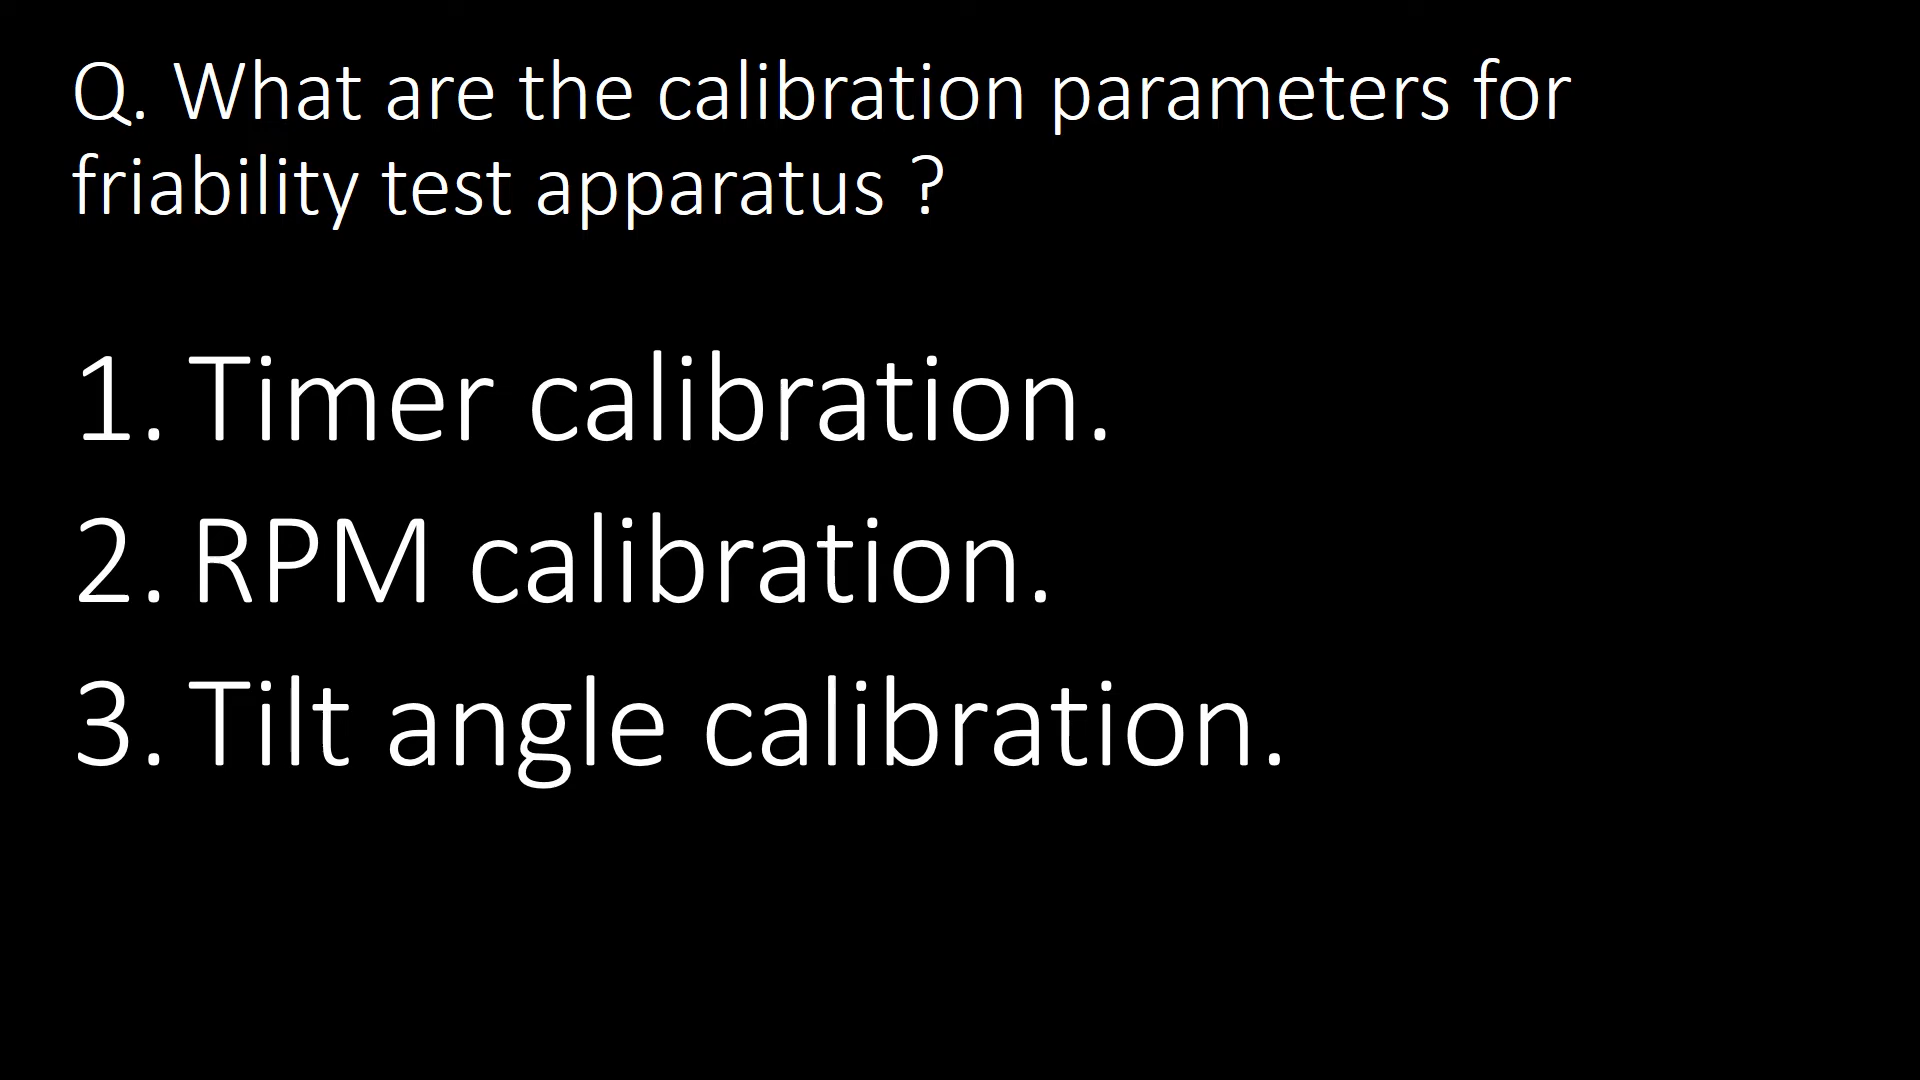 Q. What are the calibration parameters for
friability test apparatus ?
1. Timer calibration.
2. RPM calibration.
3. Tilt angle calibration.